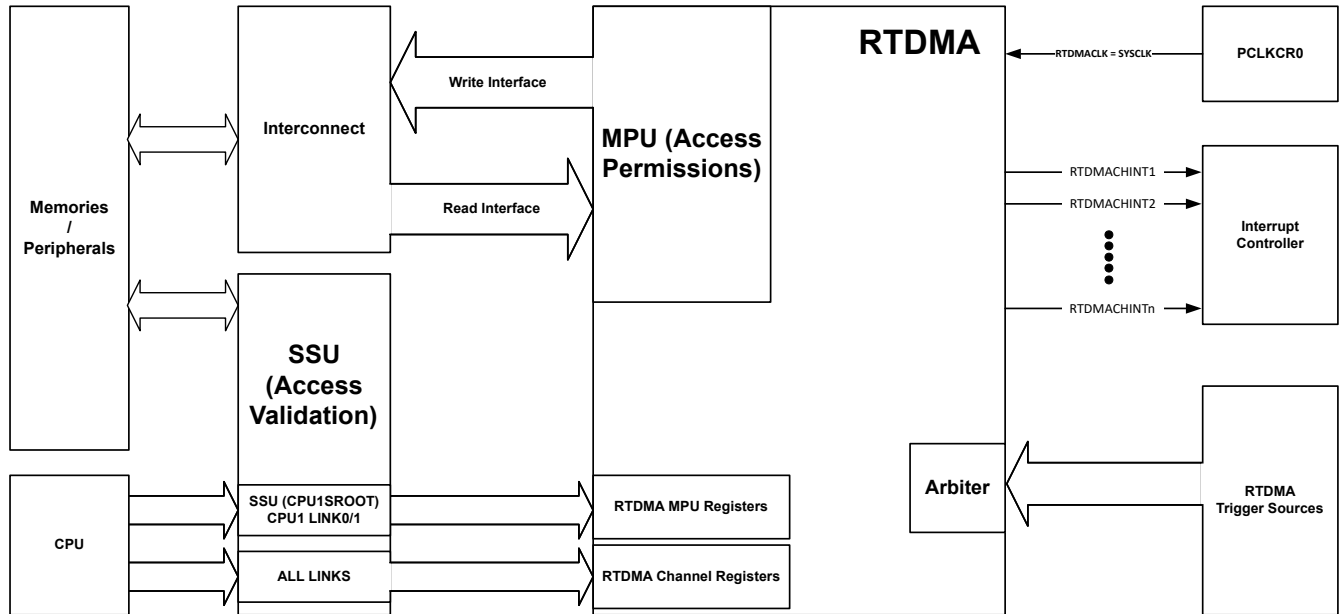 RTDMA
RTDMACLK = SYSCLK
PCLKCR0
Write Interface
Interconnect
MPU (Access
Permissions)
RTDMACHINT1
Read Interface
RTDMACHINT2
Memories
/
Peripherals
Interrupt
Controller
RTDMACHINTn
SSU
(Access
Validation)
Arbiter
RTDMA
Trigger Sources
SSU (CPU1SROOT)
CPU1 LINK0/1
RTDMA MPU Registers
CPU
ALL LINKS
RTDMA Channel Registers